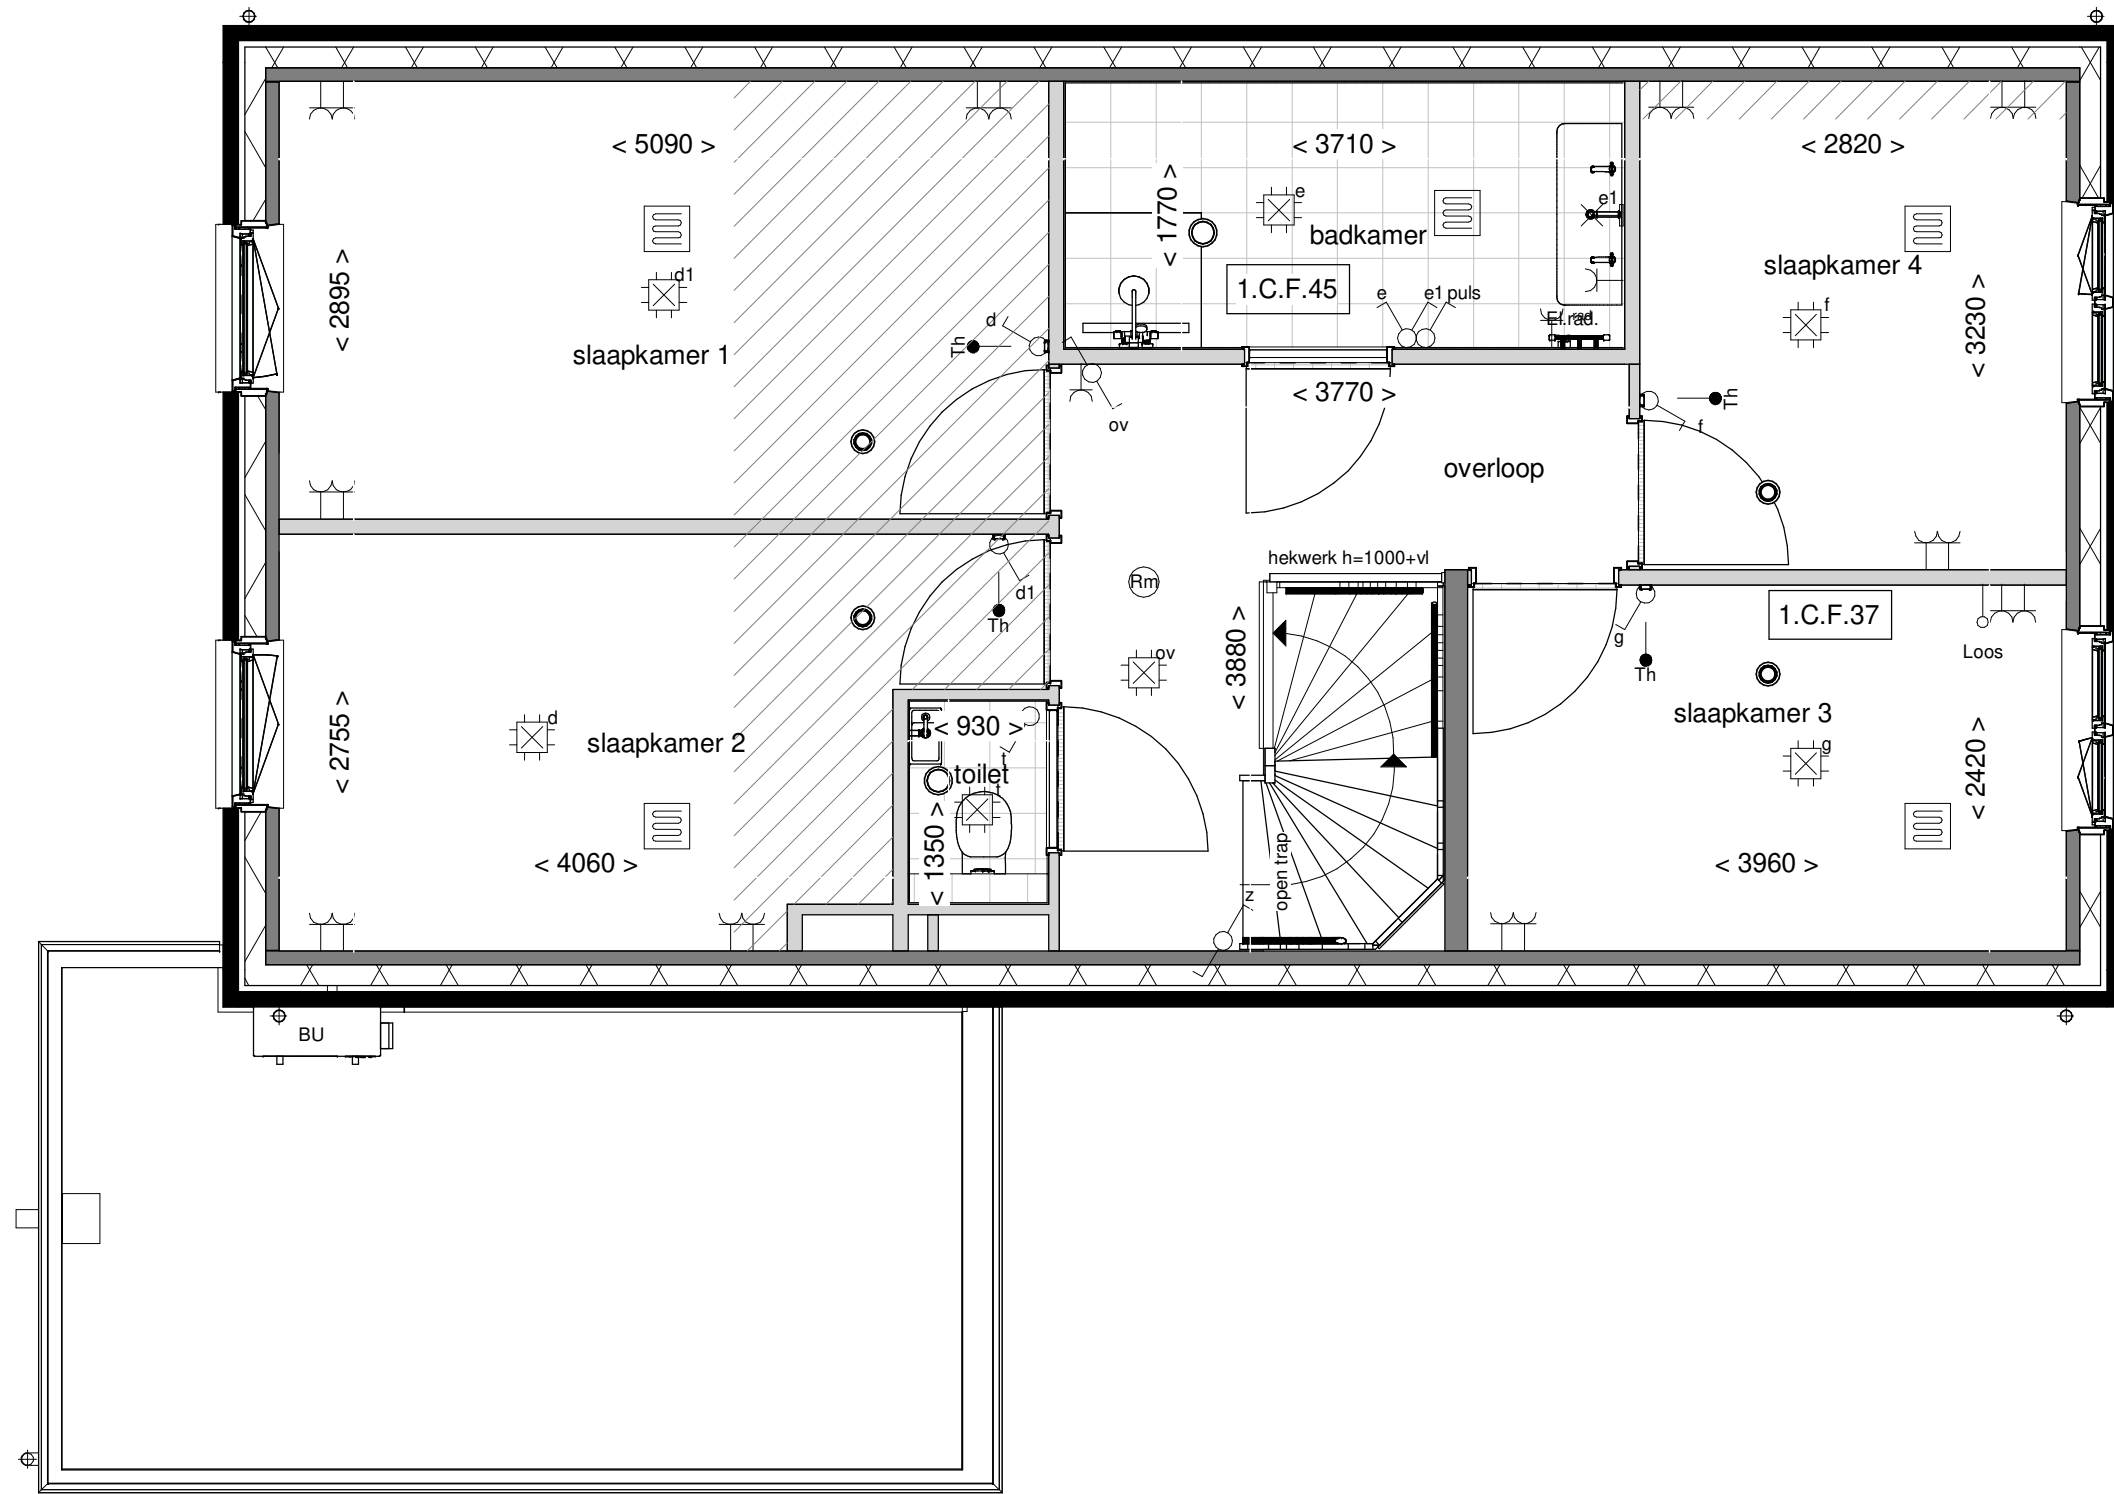 < 5090 >
< 3710 >
< 2820 >
< 1770 >
e
e1
badkamer
1.C.F.45
e
e1 puls
El.rad.
slaapkamer 4
f
< 3230 >
d1
< 2895 >
slaapkamer 1
d
Th
ov
< 3770 >
Th
f
overloop
hekwerk h=1000+vl
Rm
d1
Th
ov
< 3880 >
g
Th
1.C.F.37
Loos
slaapkamer 3
g
< 2420 >
< 3960 >
< 2755 >
d
slaapkamer 2
< 4060 >
< 930 >
t
toilet
t
< 1350 >
open trap
z
BU